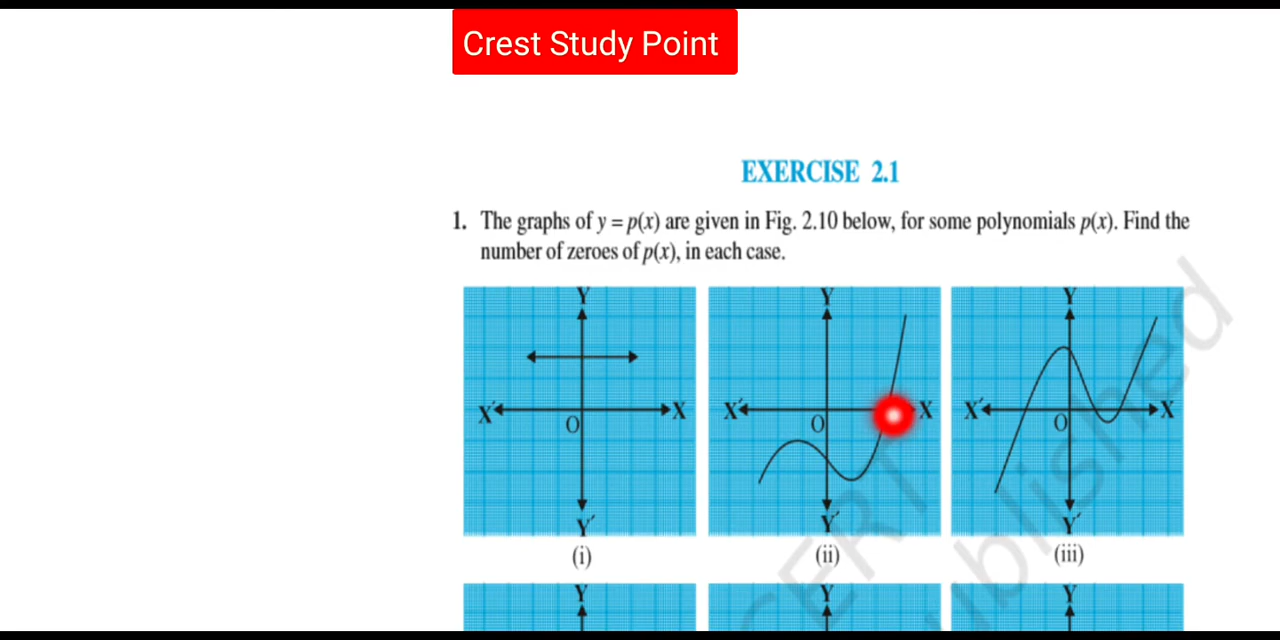 Crest Study Point
EXERCISE 2.1
1. The graphs of y = p(x) are given in Fig. 2.10 below, for some polynomials p(x). Find the
number of zeroes of p(x), in each case.
Y Y Y
X′ O X X′ O X X′ O X
Y′ Y′ Y′
(i) (ii) (iii)
Y Y Y